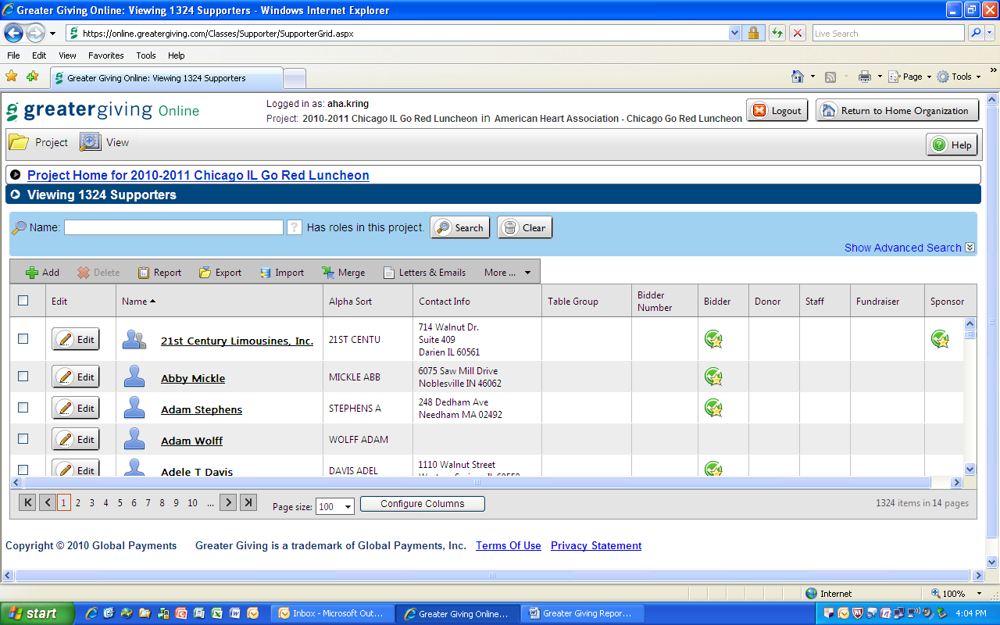 Greater Giving Online: Viewing 1324 Supporters - Windows Internet Explorer
https://online.greatergiving.com/Classes/Supporter/SupporterGrid.aspx
Live Search
File Edit View Favorites Tools Help
Greater Giving Online: Viewing 1324 Supporters
Page Tools
greatergiving Online
Logged in as: aha.kring
Project: 2010-2011 Chicago IL Go Red Luncheon in American Heart Association - Chicago Go Red Luncheon
Logout
Return to Home Organization
Project View Help
Project Home for 2010-2011 Chicago IL Go Red Luncheon
Viewing 1324 Supporters
Name: ? Has roles in this project. Search Clear
Show Advanced Search
Add Delete Report Export Import Merge Letters & Emails More ...
Edit Name Alpha Sort Contact Info Table Group Bidder Number Bidder Donor Staff Fundraiser Sponsor
Edit 21st Century Limousines, Inc. 21ST CENTU 714 Walnut Dr.
Suite 409
Darien IL 60561
Edit Abby Mickle MICKLE ABB 6075 Saw Mill Drive
Noblesville IN 46062
Edit Adam Stephens STEPHENS A 248 Dedham Ave
Needham MA 02492
Edit Adam Wolff WOLFF ADAM
Edit Adele T Davis DAVIS ADEL 1110 Walnut Street
1 2 3 4 5 6 7 8 9 10 ... Page size: 100 Configure Columns 1324 items in 14 pages
Copyright © 2010 Global Payments Greater Giving is a trademark of Global Payments, Inc. Terms Of Use Privacy Statement
Internet 100%
start Inbox - Microsoft Out... Greater Giving Online... Greater Giving Repor... 4:04 PM